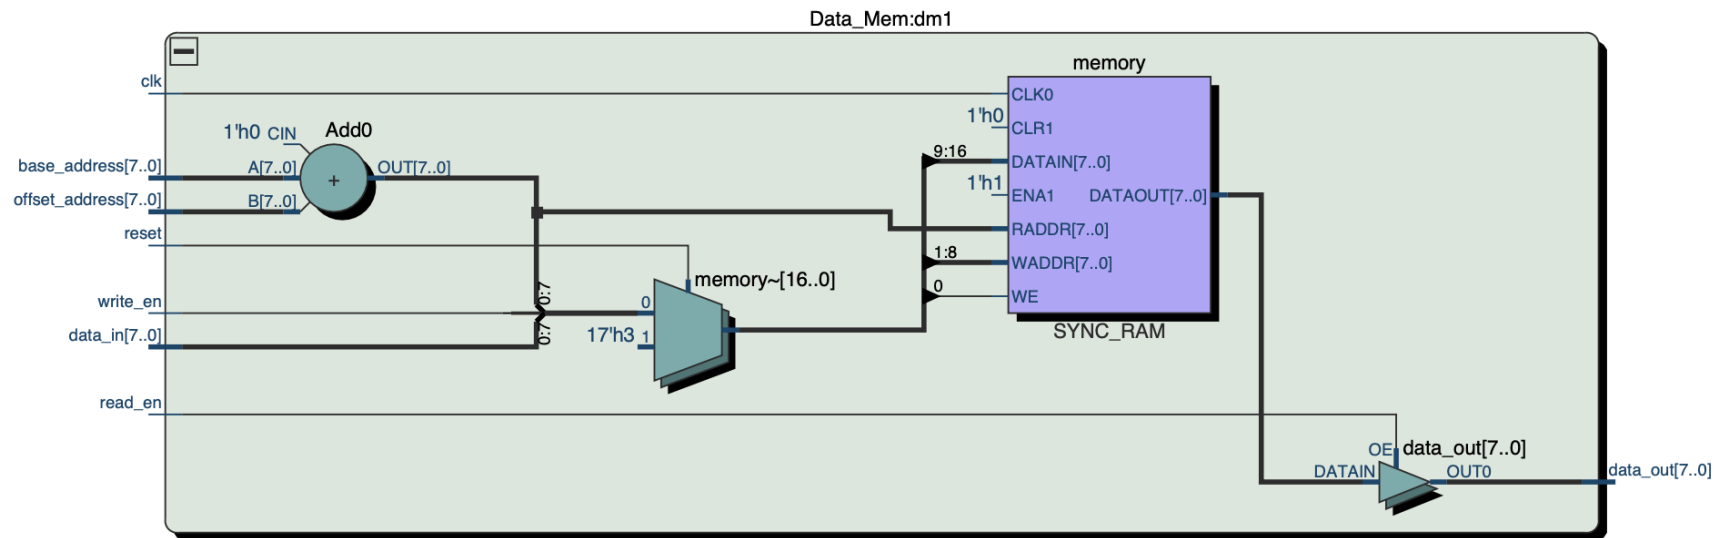 Data_Mem:dm1
memory
clk
CLK0
1'h0
CLR1
1'h0 CIN
Add0
9:16
DATAIN[7..0]
base_address[7..0]
A[7..0]
+
OUT[7..0]
1'h1
ENA1
DATAOUT[7..0]
offset_address[7..0]
B[7..0]
RADDR[7..0]
reset
1:8
WADDR[7..0]
memory~[16..0]
0
WE
write_en
0:7
0
SYNC_RAM
data_in[7..0]
0:7
17'h3
1
read_en
OE
data_out[7..0]
DATAIN
OUT0
data_out[7..0]